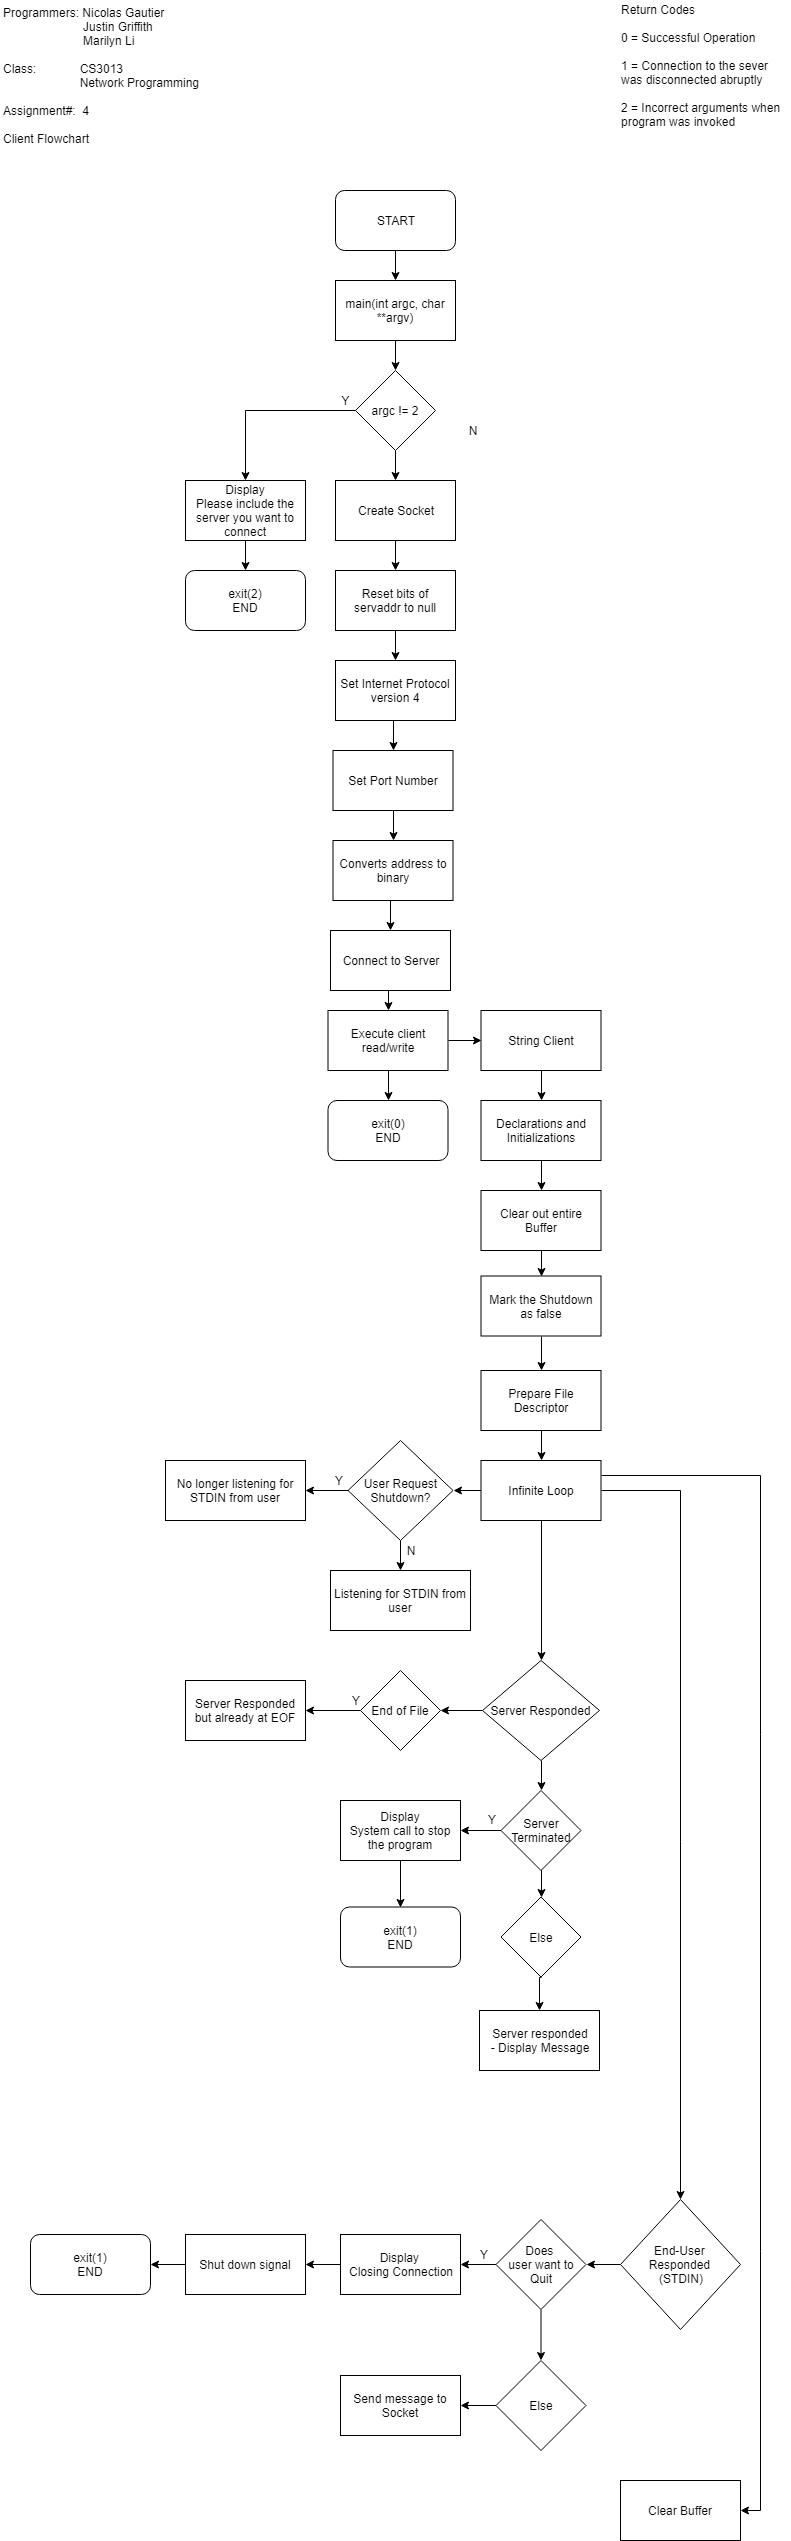 Programmers: Nicolas Gautier
Justin Griffith
Marilyn Li
Class: CS3013
Network Programming
Assignment#: 4
Client Flowchart
Return Codes
0 = Successful Operation
1 = Connection to the sever
was disconnected abruptly
2 = Incorrect arguments when
program was invoked
START
main(int argc, char
**argv)
argc != 2
Y
N
Display
Please include the
server you want to
connect
exit(2)
END
Create Socket
Reset bits of
servaddr to null
Set Internet Protocol
version 4
Set Port Number
Converts address to
binary
Connect to Server
Execute client
read/write
exit(0)
END
String Client
Declarations and
Initializations
Clear out entire
Buffer
Mark the Shutdown
as false
Prepare File
Descriptor
Infinite Loop
User Request
Shutdown?
Y
No longer listening for
STDIN from user
N
Listening for STDIN from
user
Server Responded
End of File
Y
Server Responded
but already at EOF
Server
Terminated
Y
Display
System call to stop
the program
exit(1)
END
Else
Server responded
- Display Message
End-User
Responded
(STDIN)
Does
user want to
Quit
Y
Display
Closing Connection
Shut down signal
exit(1)
END
Else
Send message to
Socket
Clear Buffer